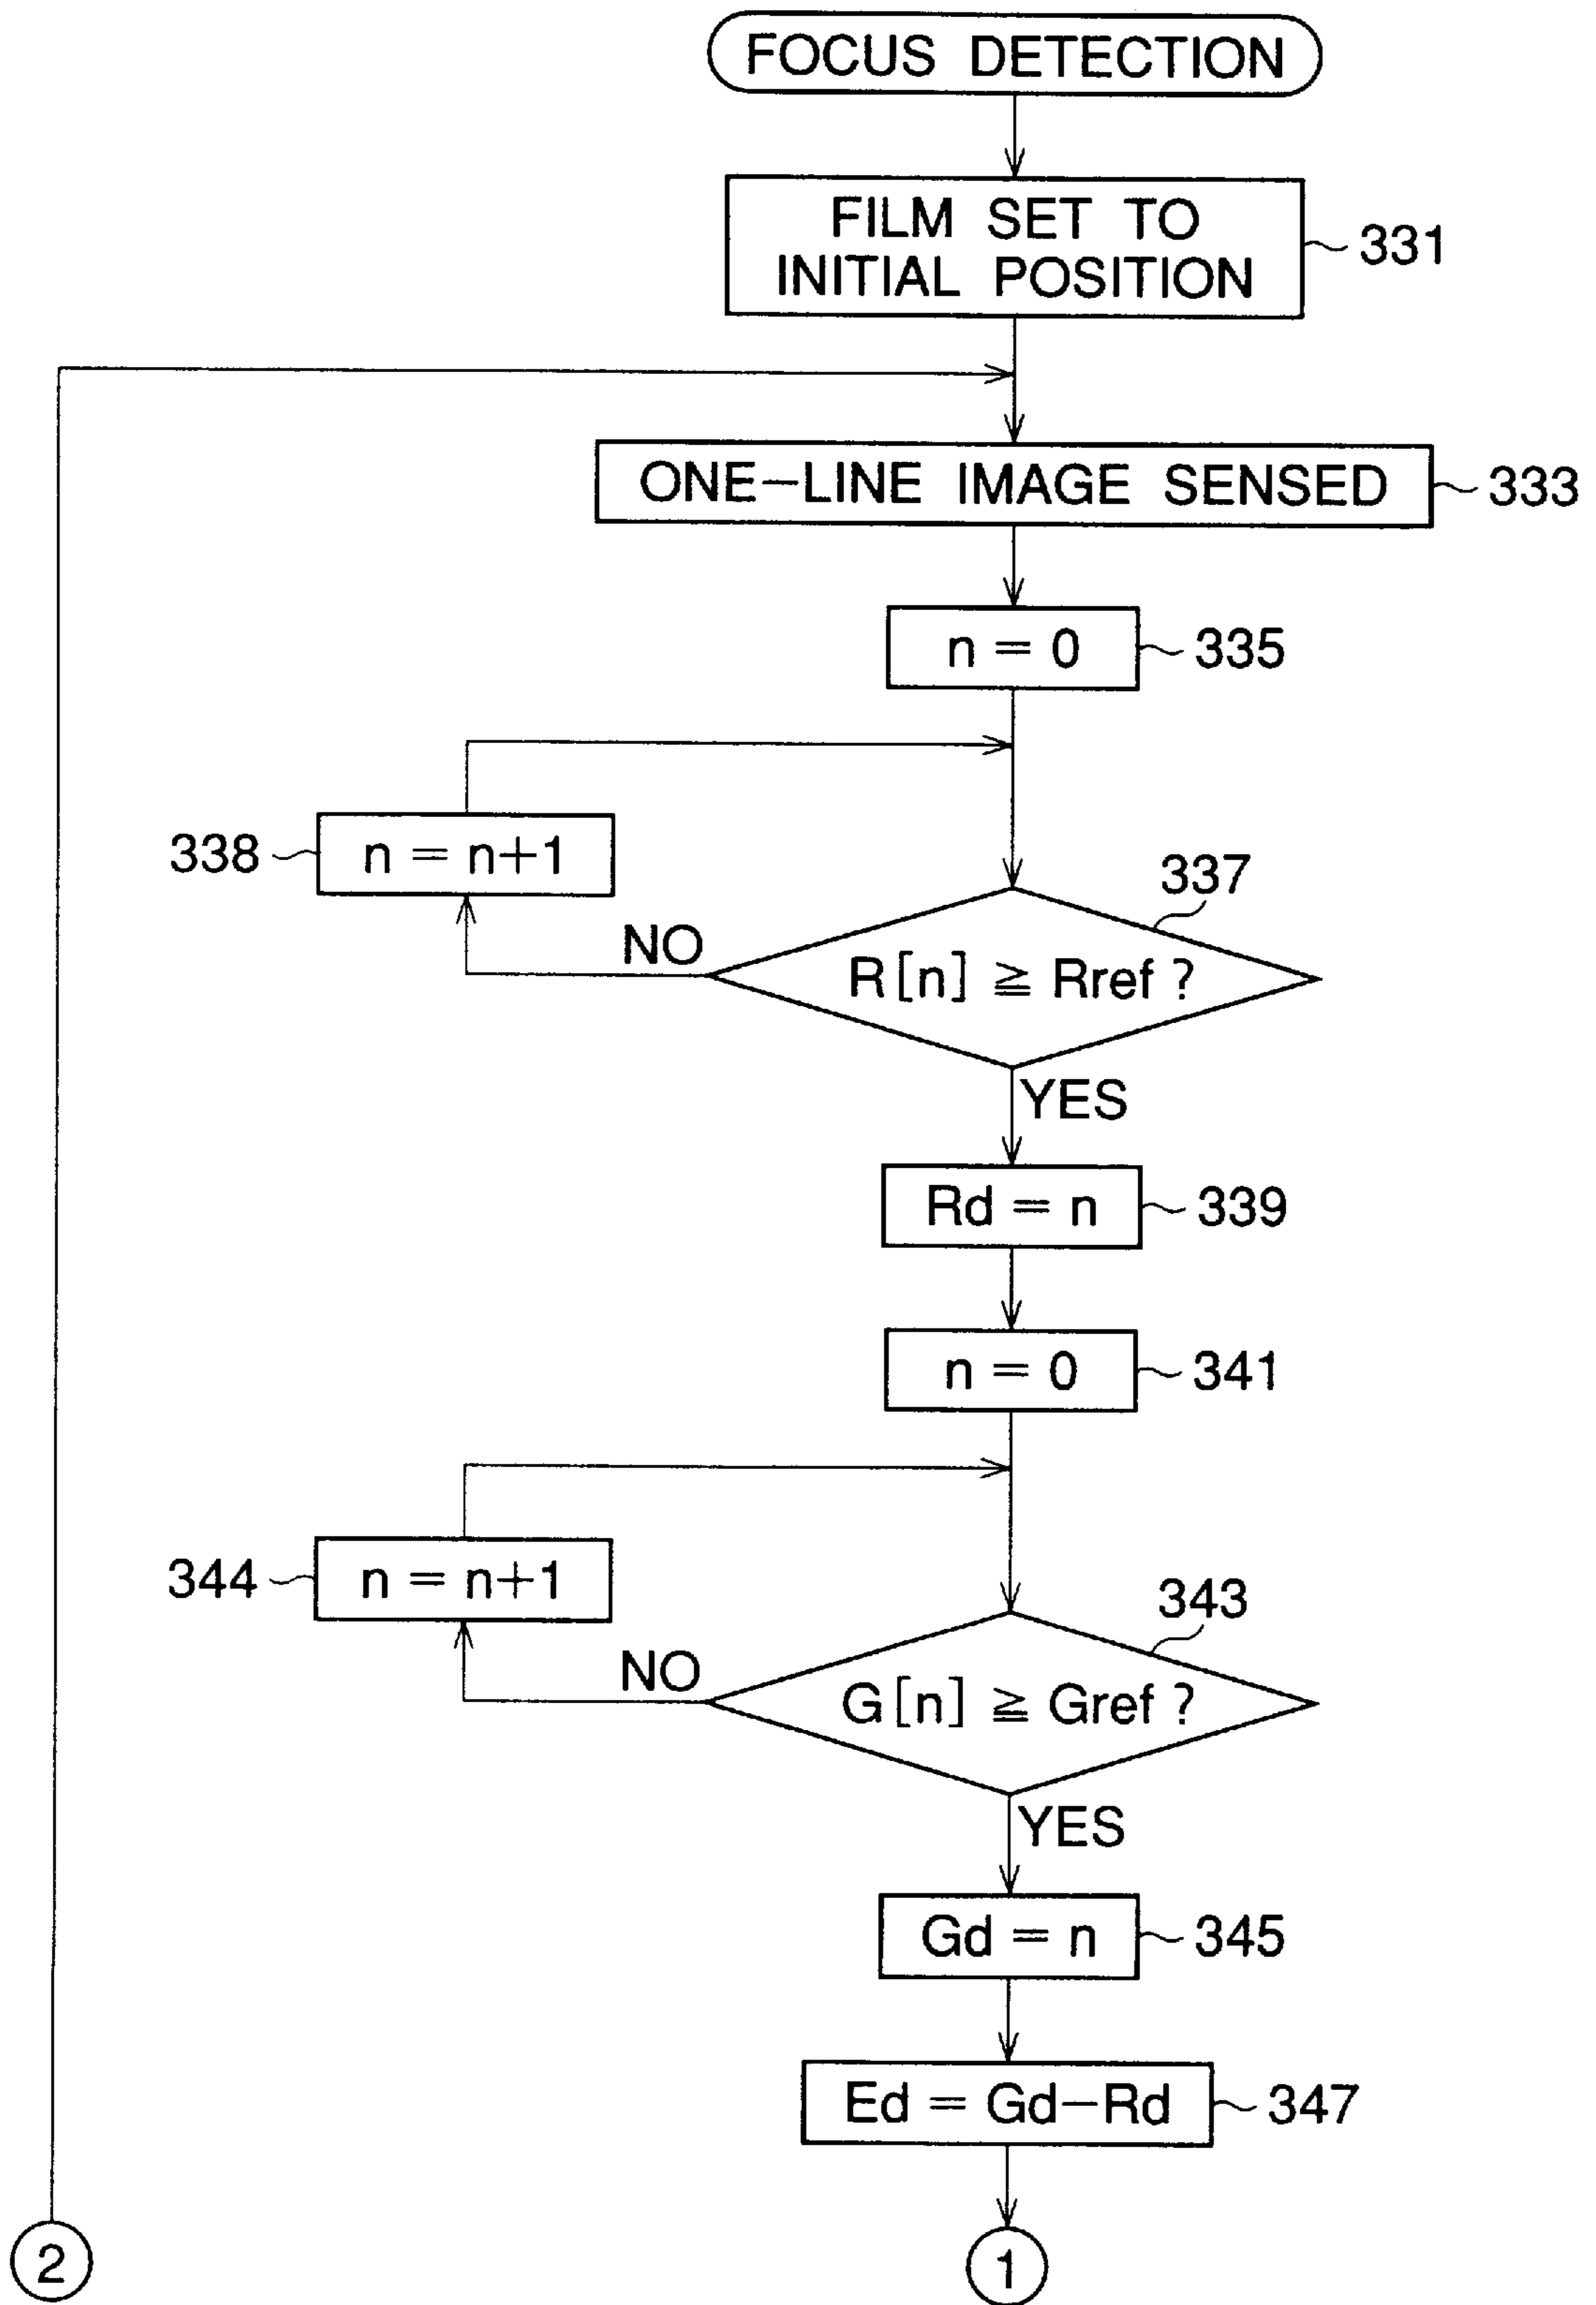 FOCUS DETECTION
FILM SET TO
INITIAL POSITION
331
ONE-LINE IMAGE SENSED
333
n = 0
335
338
n = n+1
337
NO
R[n] ≧ Rref ?
YES
Rd = n
339
n = 0
341
344
n = n+1
343
NO
G[n] ≧ Gref ?
YES
Gd = n
345
Ed = Gd-Rd
347
2
1